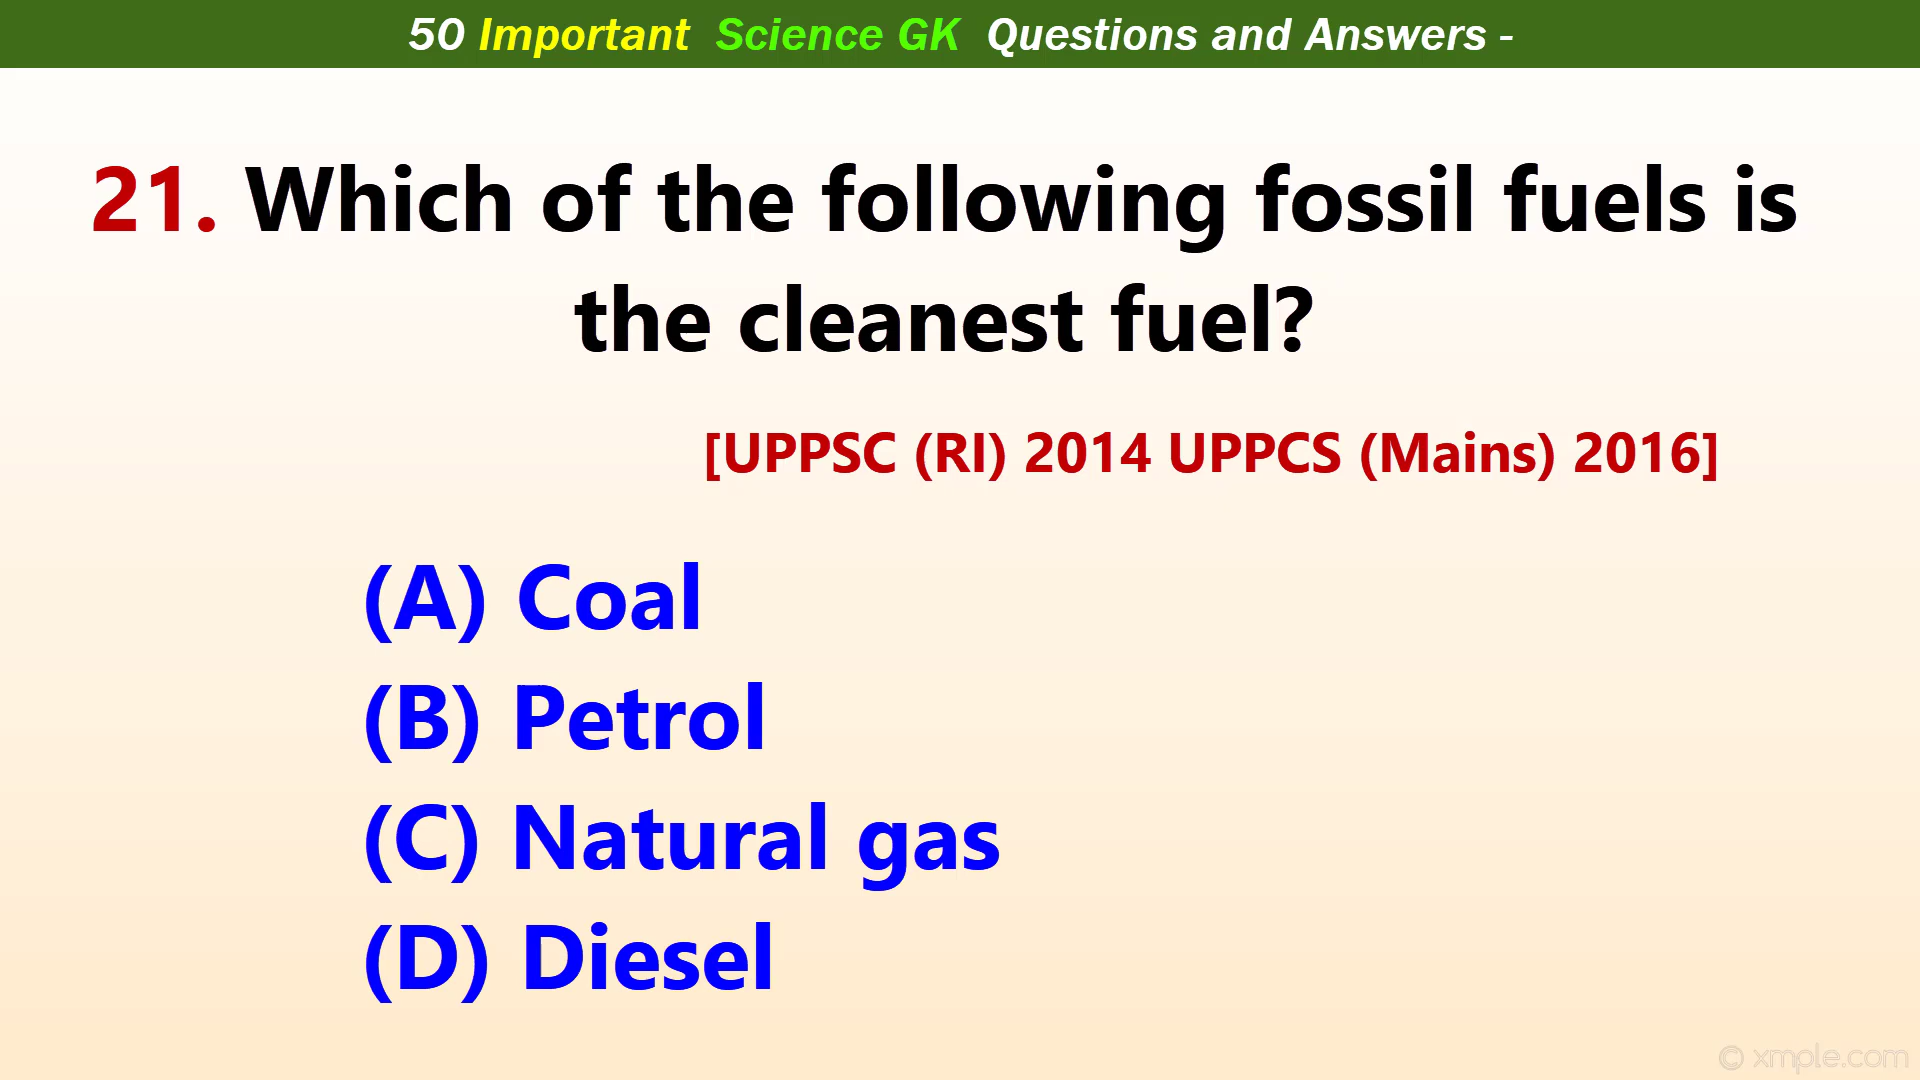 50 Important Science GK Questions and Answers -
21. Which of the following fossil fuels is
the cleanest fuel?
[UPPSC (RI) 2014 UPPCS (Mains) 2016]
(A) Coal
(B) Petrol
(C) Natural gas
(D) Diesel
© xmple.com